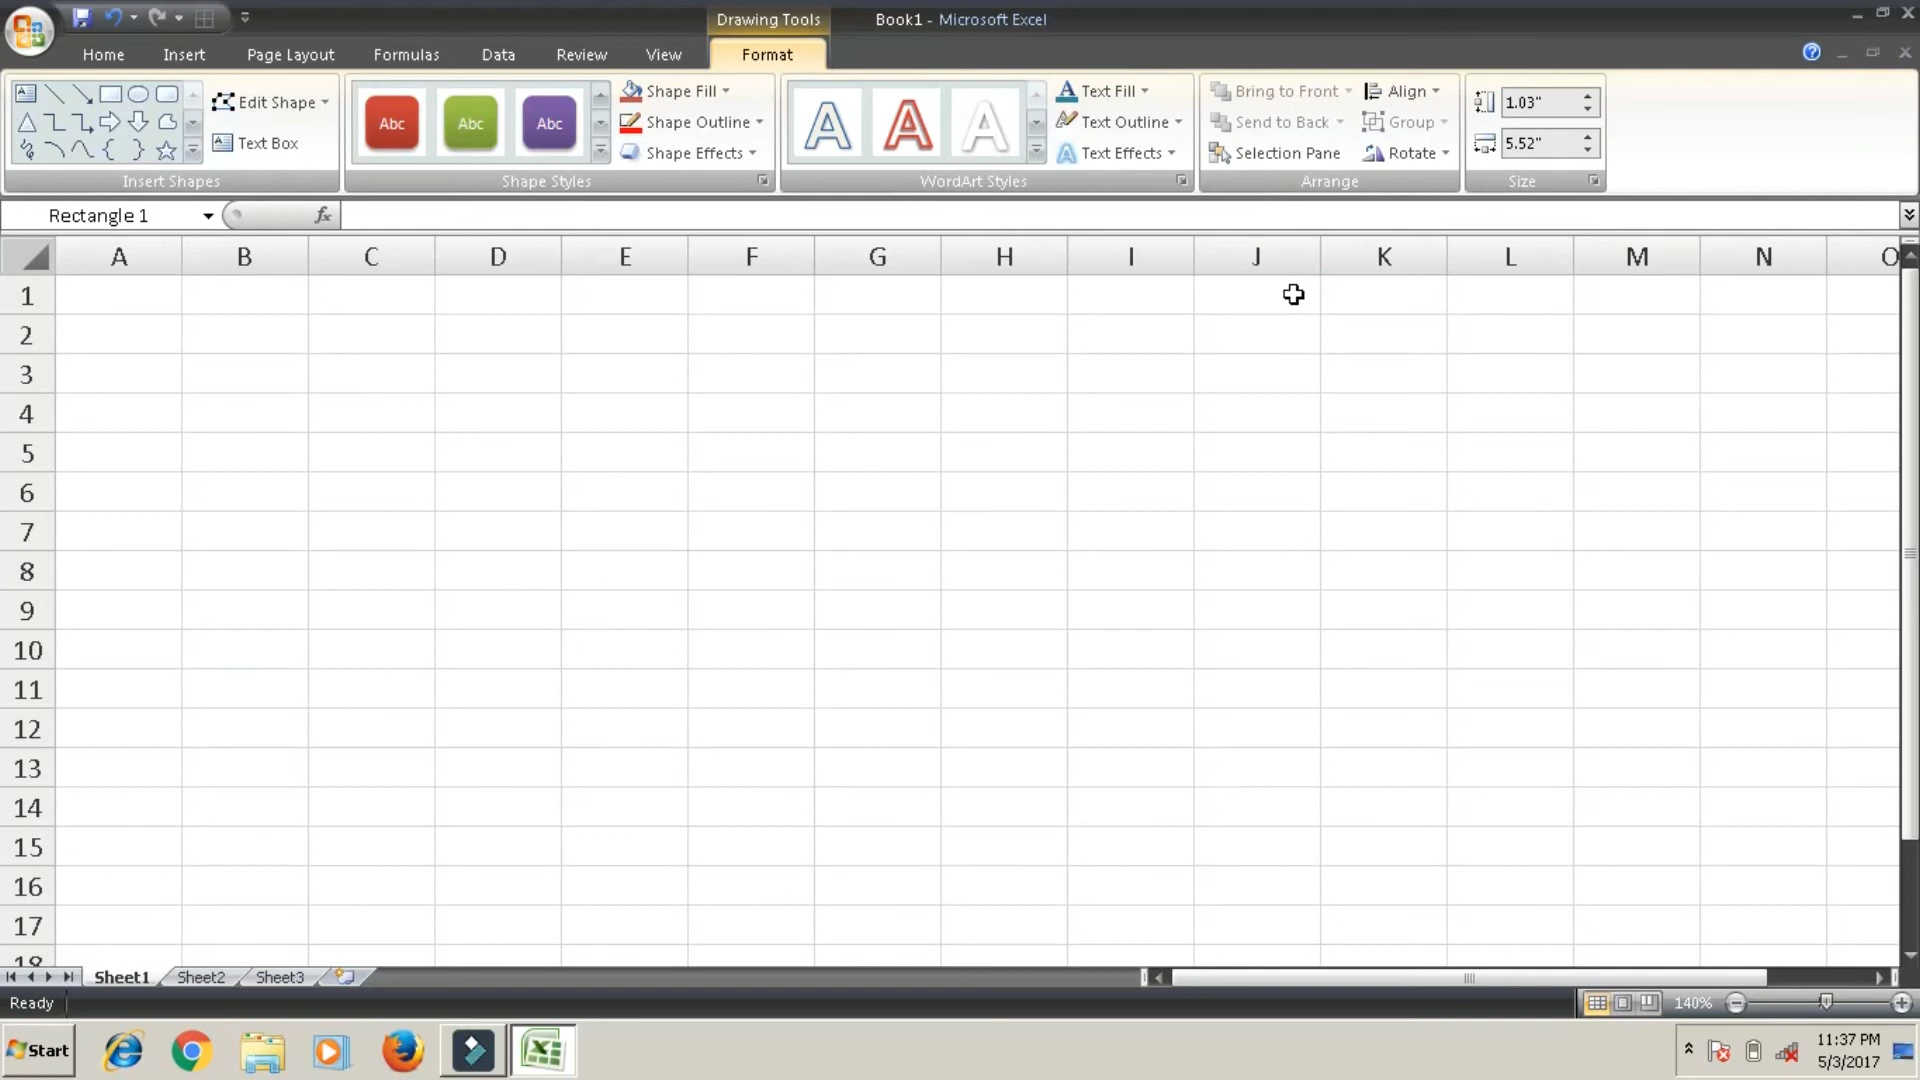 Drawing Tools
Book1 - Microsoft Excel
Home Insert Page Layout Formulas Data Review View Format
Edit Shape
Text Box
Insert Shapes
Abc Abc Abc
Shape Fill
Shape Outline
Shape Effects
Shape Styles
A A A
Text Fill
Text Outline
Text Effects
WordArt Styles
Bring to Front
Send to Back
Selection Pane
Align
Group
Rotate
Arrange
1.03"
5.52"
Size
Rectangle 1
fx
A B C D E F G H I J K L M N O
1
2
3
4
5
6
7
8
9
10
11
12
13
14
15
16
17
18
Sheet1 Sheet2 Sheet3
Ready
140%
Start
11:37 PM
5/3/2017